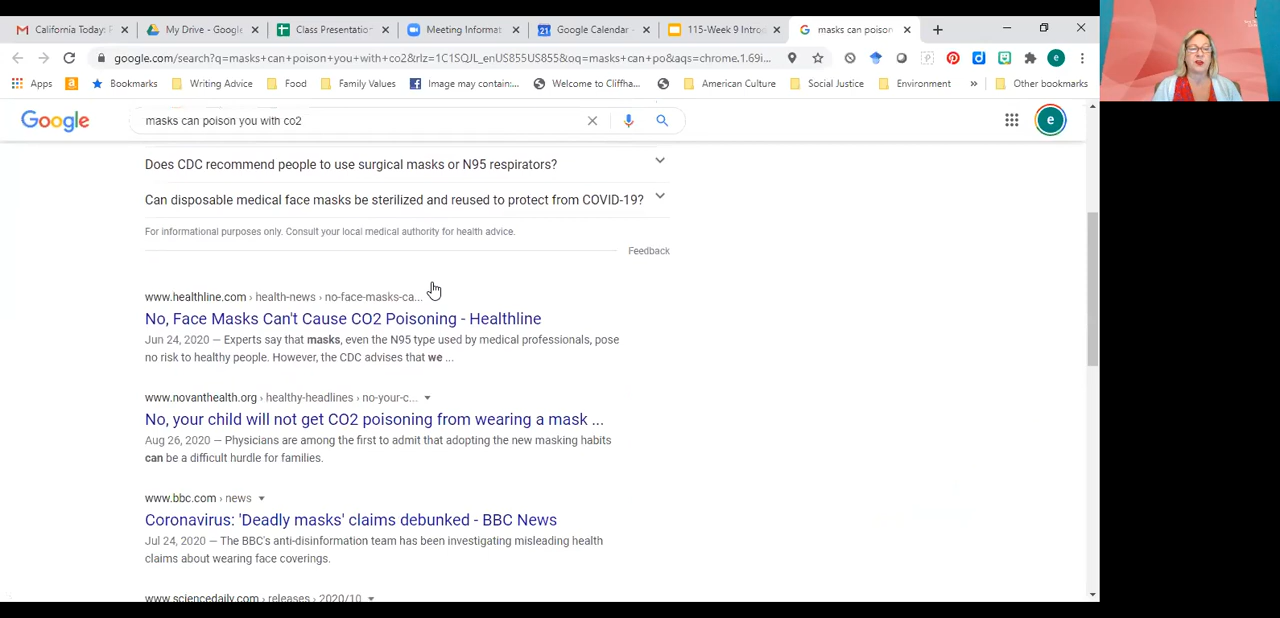 California Today: P
My Drive - Google
Class Presentation
Meeting Informat
Google Calendar -
115-Week 9 Intro
masks can poison
google.com/search?q=masks+can+poison+you+with+co2&rlz=1C1SQJL_enUS855US855&oq=masks+can+po&aqs=chrome.1.69i...
Apps
Bookmarks
Writing Advice
Food
Family Values
Image may contain:...
Welcome to Cliffha...
American Culture
Social Justice
Environment
»
Other bookmarks
Google
masks can poison you with co2
Does CDC recommend people to use surgical masks or N95 respirators?
Can disposable medical face masks be sterilized and reused to protect from COVID-19?
For informational purposes only. Consult your local medical authority for health advice.
Feedback
www.healthline.com › health-news › no-face-masks-ca...
No, Face Masks Can't Cause CO2 Poisoning - Healthline
Jun 24, 2020 — Experts say that masks, even the N95 type used by medical professionals, pose
no risk to healthy people. However, the CDC advises that we ...
www.novanthealth.org › healthy-headlines › no-your-c...
No, your child will not get CO2 poisoning from wearing a mask ...
Aug 26, 2020 — Physicians are among the first to admit that adopting the new masking habits
can be a difficult hurdle for families.
www.bbc.com › news
Coronavirus: 'Deadly masks' claims debunked - BBC News
Jul 24, 2020 — The BBC's anti-disinformation team has been investigating misleading health
claims about wearing face coverings.
www.sciencedaily.com › releases › 2020/10